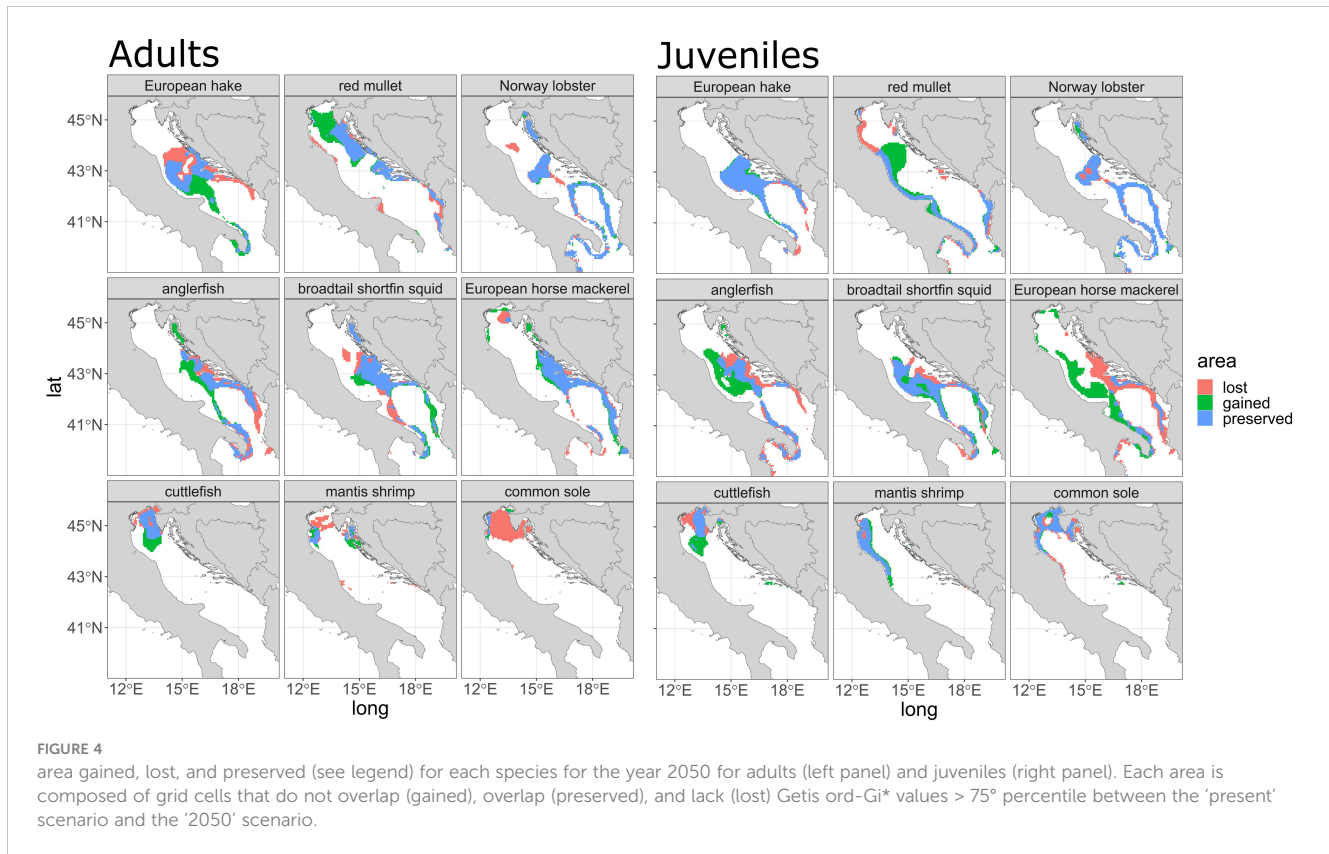 Adults
Juveniles
European hake
red mullet
Norway lobster
European hake
red mullet
Norway lobster
45°N
43°N
41°N
anglerfish
broadtail shortfin squid
European horse mackerel
anglerfish
broadtail shortfin squid
European horse mackerel
45°N
43°N
41°N
lat
area
lost
gained
preserved
cuttlefish
mantis shrimp
common sole
cuttlefish
mantis shrimp
common sole
45°N
43°N
41°N
12°E 15°E 18°E 12°E 15°E 18°E 12°E 15°E 18°E
12°E 15°E 18°E 12°E 15°E 18°E 12°E 15°E 18°E
long
long
FIGURE 4
area gained, lost, and preserved (see legend) for each species for the year 2050 for adults (left panel) and juveniles (right panel). Each area is
composed of grid cells that do not overlap (gained), overlap (preserved), and lack (lost) Getis ord-Gi* values > 75° percentile between the ‘present’
scenario and the ‘2050’ scenario.